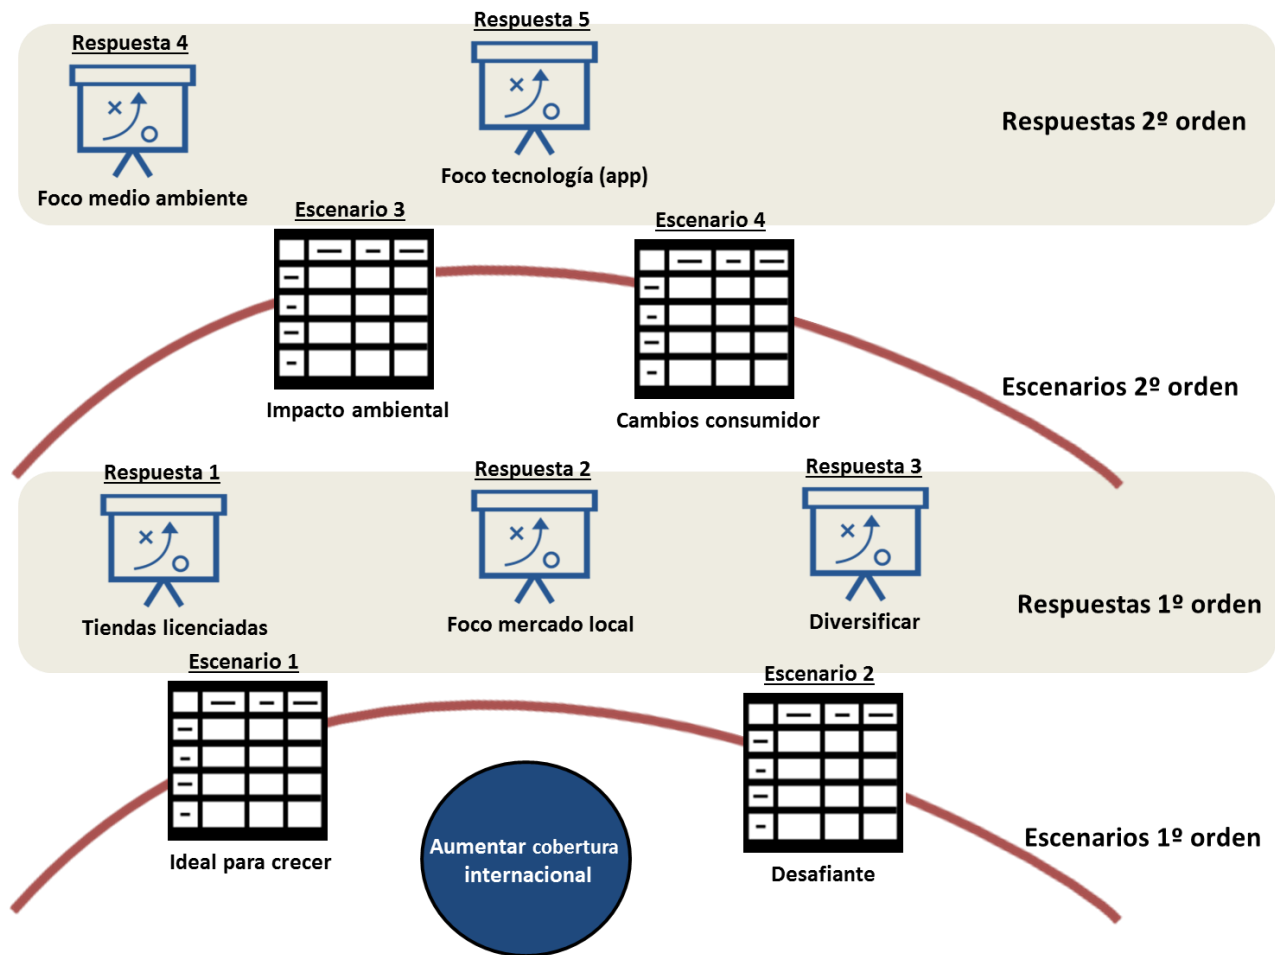 Respuesta 4
Respuesta 5
Respuestas 2º orden
Foco medio ambiente
Foco tecnología (app)
Escenario 3
Escenario 4
Escenarios 2º orden
Impacto ambiental
Cambios consumidor
Respuesta 1
Respuesta 2
Respuesta 3
Respuestas 1º orden
Tiendas licenciadas
Foco mercado local
Diversificar
Escenario 1
Escenario 2
Aumentar cobertura
internacional
Escenarios 1º orden
Ideal para crecer
Desafiante